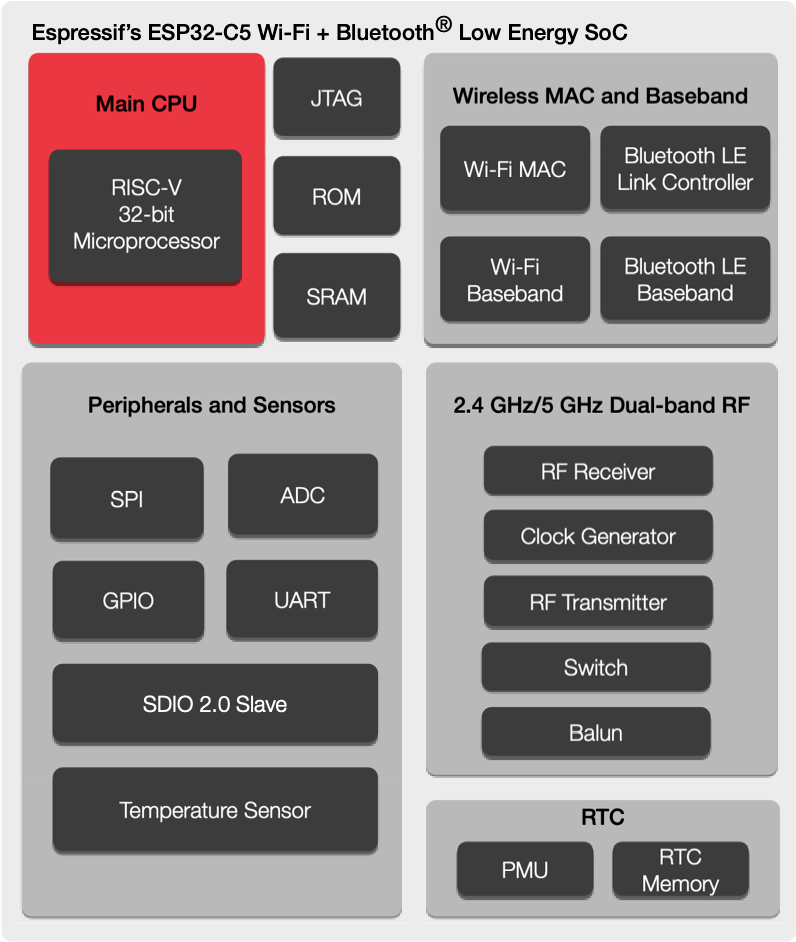 Espressif's ESP32-C5 Wi-Fi + Bluetooth® Low Energy SoC
Main CPU
RISC-V
32-bit
Microprocessor
JTAG
ROM
SRAM
Wireless MAC and Baseband
Wi-Fi MAC
Bluetooth LE
Link Controller
Wi-Fi
Baseband
Bluetooth LE
Baseband
Peripherals and Sensors
SPI
ADC
GPIO
UART
SDIO 2.0 Slave
Temperature Sensor
2.4 GHz/5 GHz Dual-band RF
RF Receiver
Clock Generator
RF Transmitter
Switch
Balun
RTC
PMU
RTC
Memory